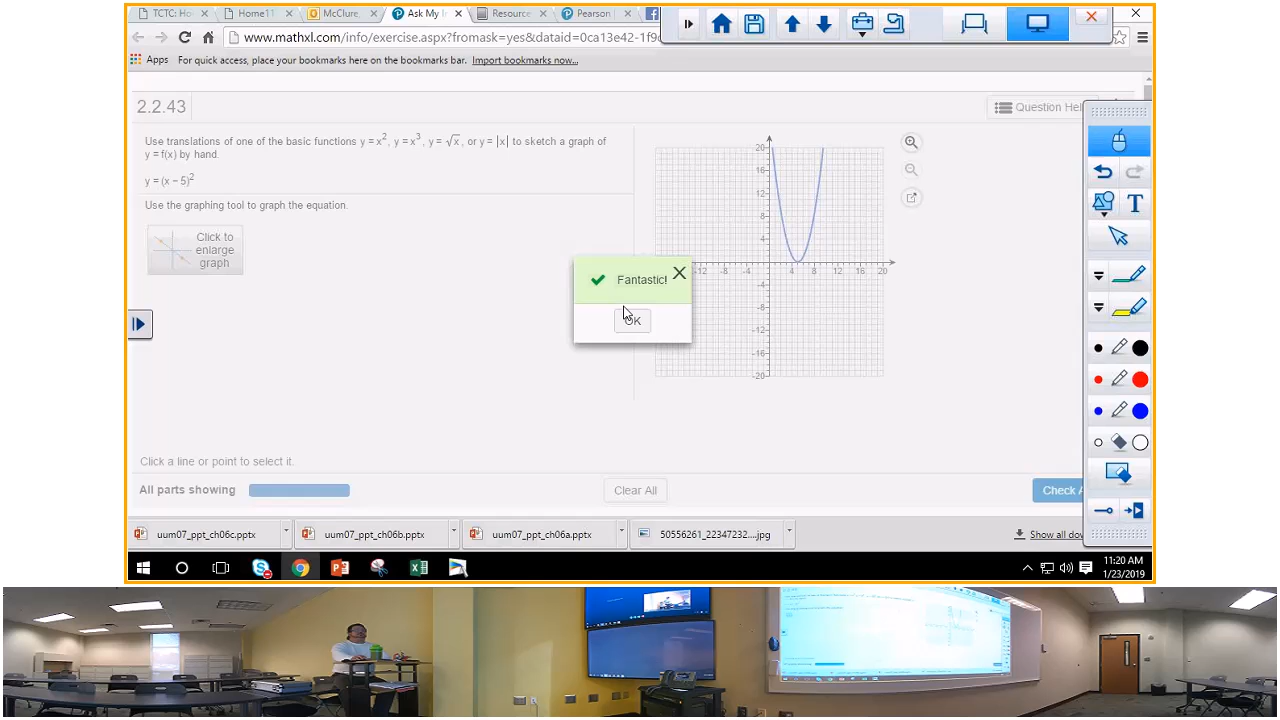 TCTC: Ho
Home11
McClure,
Ask My I
Resource
Pearson
www.mathxl.com/info/exercise.aspx?fromask=yes&dataid=0ca13e42-1f9
Apps For quick access, place your bookmarks here on the bookmarks bar. Import bookmarks now...
2.2.43
Question Hel
Use translations of one of the basic functions y = x², y = x³, y = √x, or y = |x| to sketch a graph of
y = f(x) by hand.
y = (x − 5)²
Use the graphing tool to graph the equation.
Click to
enlarge
graph
20
16
12
8
4
-12 -8 -4 4 8 12 16 20
-4
-8
-12
-16
-20
Fantastic!
OK
T
Click a line or point to select it.
All parts showing
Clear All
Check A
uum07_ppt_ch06c.pptx
uum07_ppt_ch06b.pptx
uum07_ppt_ch06a.pptx
50556261_22347232....jpg
Show all dow
11:20 AM
1/23/2019